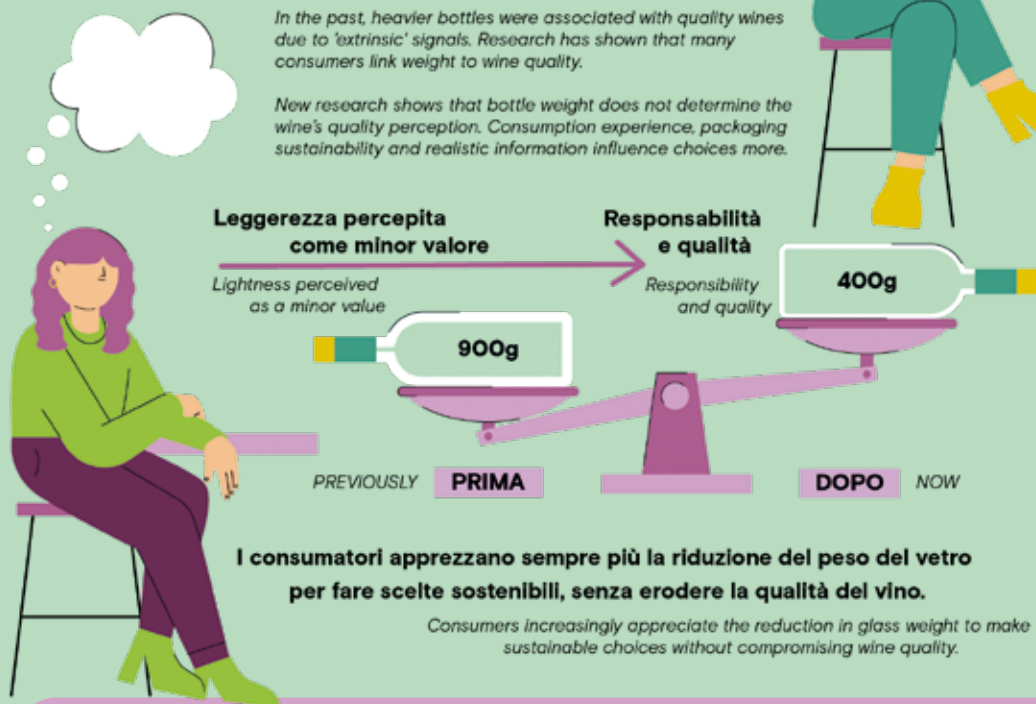 In the past, heavier bottles were associated with quality wines
due to 'extrinsic' signals. Research has shown that many
consumers link weight to wine quality.
New research shows that bottle weight does not determine the
wine's quality perception. Consumption experience, packaging
sustainability and realistic information influence choices more.
Leggerezza percepita
come minor valore
Lightness perceived
as a minor value
Responsabilità
e qualità
Responsibility
and quality
900g
400g
PREVIOUSLY PRIMA
DOPO NOW
I consumatori apprezzano sempre più la riduzione del peso del vetro
per fare scelte sostenibili, senza erodere la qualità del vino.
Consumers increasingly appreciate the reduction in glass weight to make
sustainable choices without compromising wine quality.